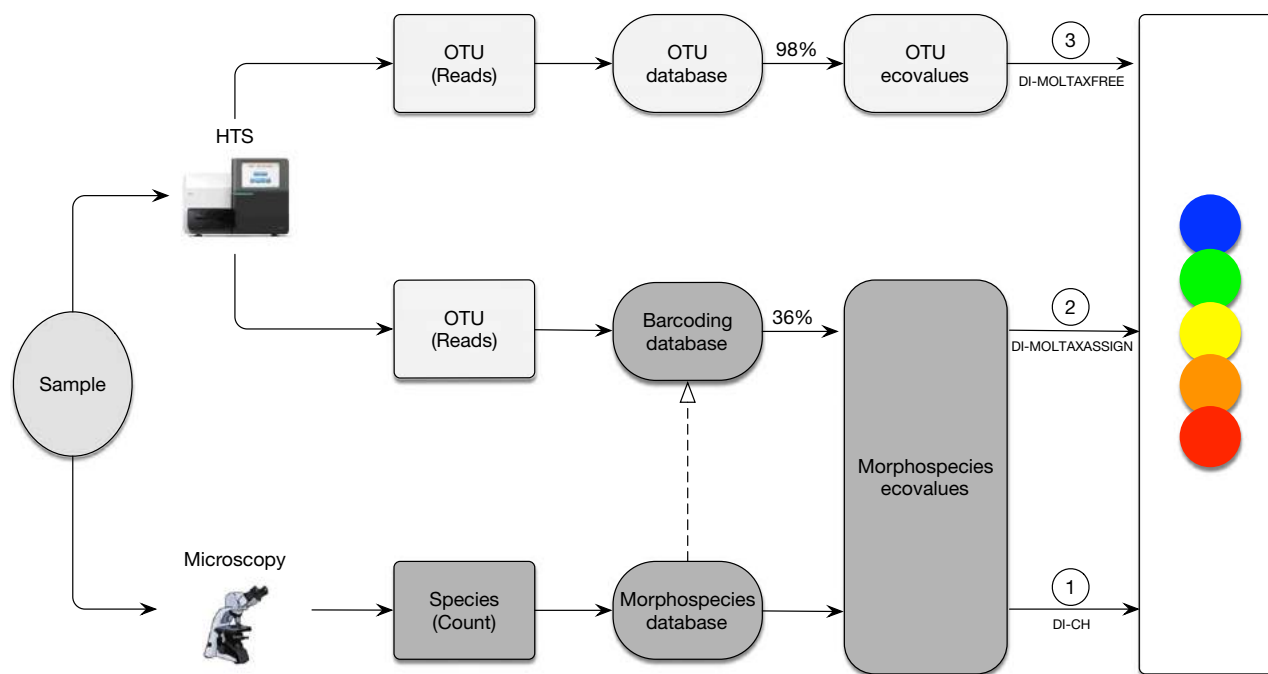 OTU
(Reads)
OTU
database
98%
OTU
ecovalues
3
DI-MOLTAXFREE
HTS
OTU
(Reads)
Barcoding
database
36%
2
DI-MOLTAXASSIGN
Sample
Morphospecies
ecovalues
Microscopy
Species
(Count)
Morphospecies
database
1
DI-CH